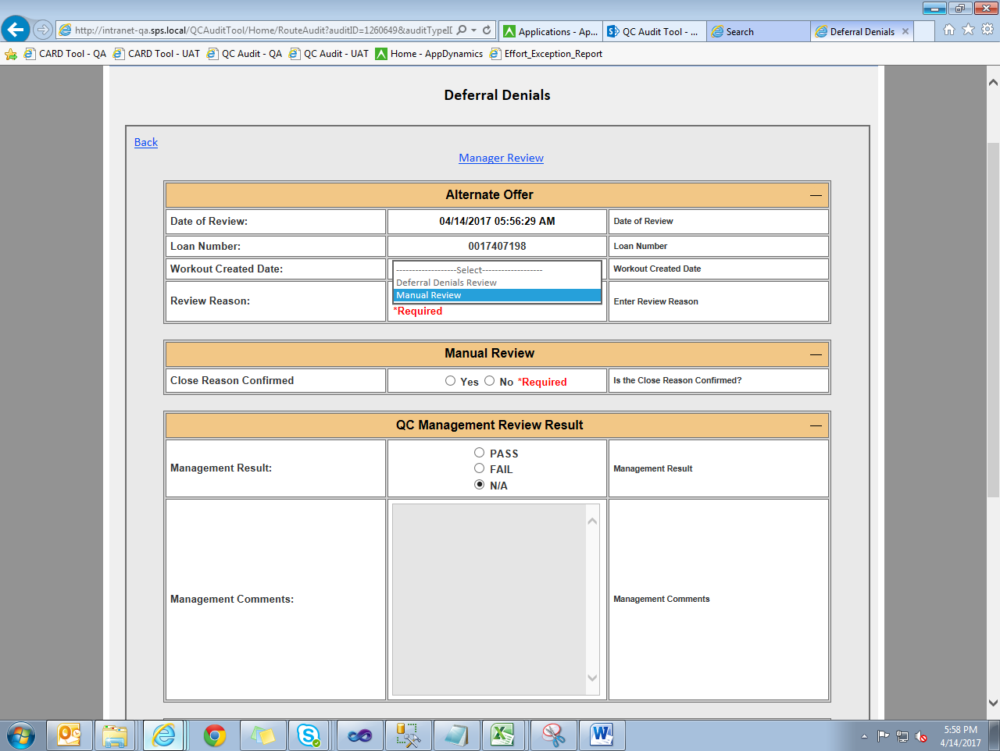 http://intranet-qa.sps.local/QCAuditTool/Home/RouteAudit?auditID=1260649&auditTypeID
Applications - Ap...
QC Audit Tool - ...
Search
Deferral Denials
CARD Tool - QA
CARD Tool - UAT
QC Audit - QA
QC Audit - UAT
Home - AppDynamics
Effort_Exception_Report
Deferral Denials
Back
Manager Review
Alternate Offer
Date of Review:
04/14/2017 05:56:29 AM
Date of Review
Loan Number:
0017407198
Loan Number
Workout Created Date:
-------------------Select-------------------
Workout Created Date
Deferral Denials Review
Manual Review
Review Reason:
*Required
Enter Review Reason
Manual Review
Close Reason Confirmed
Yes No *Required
Is the Close Reason Confirmed?
QC Management Review Result
Management Result:
PASS
FAIL
N/A
Management Result
Management Comments:
Management Comments
5:58 PM
4/14/2017